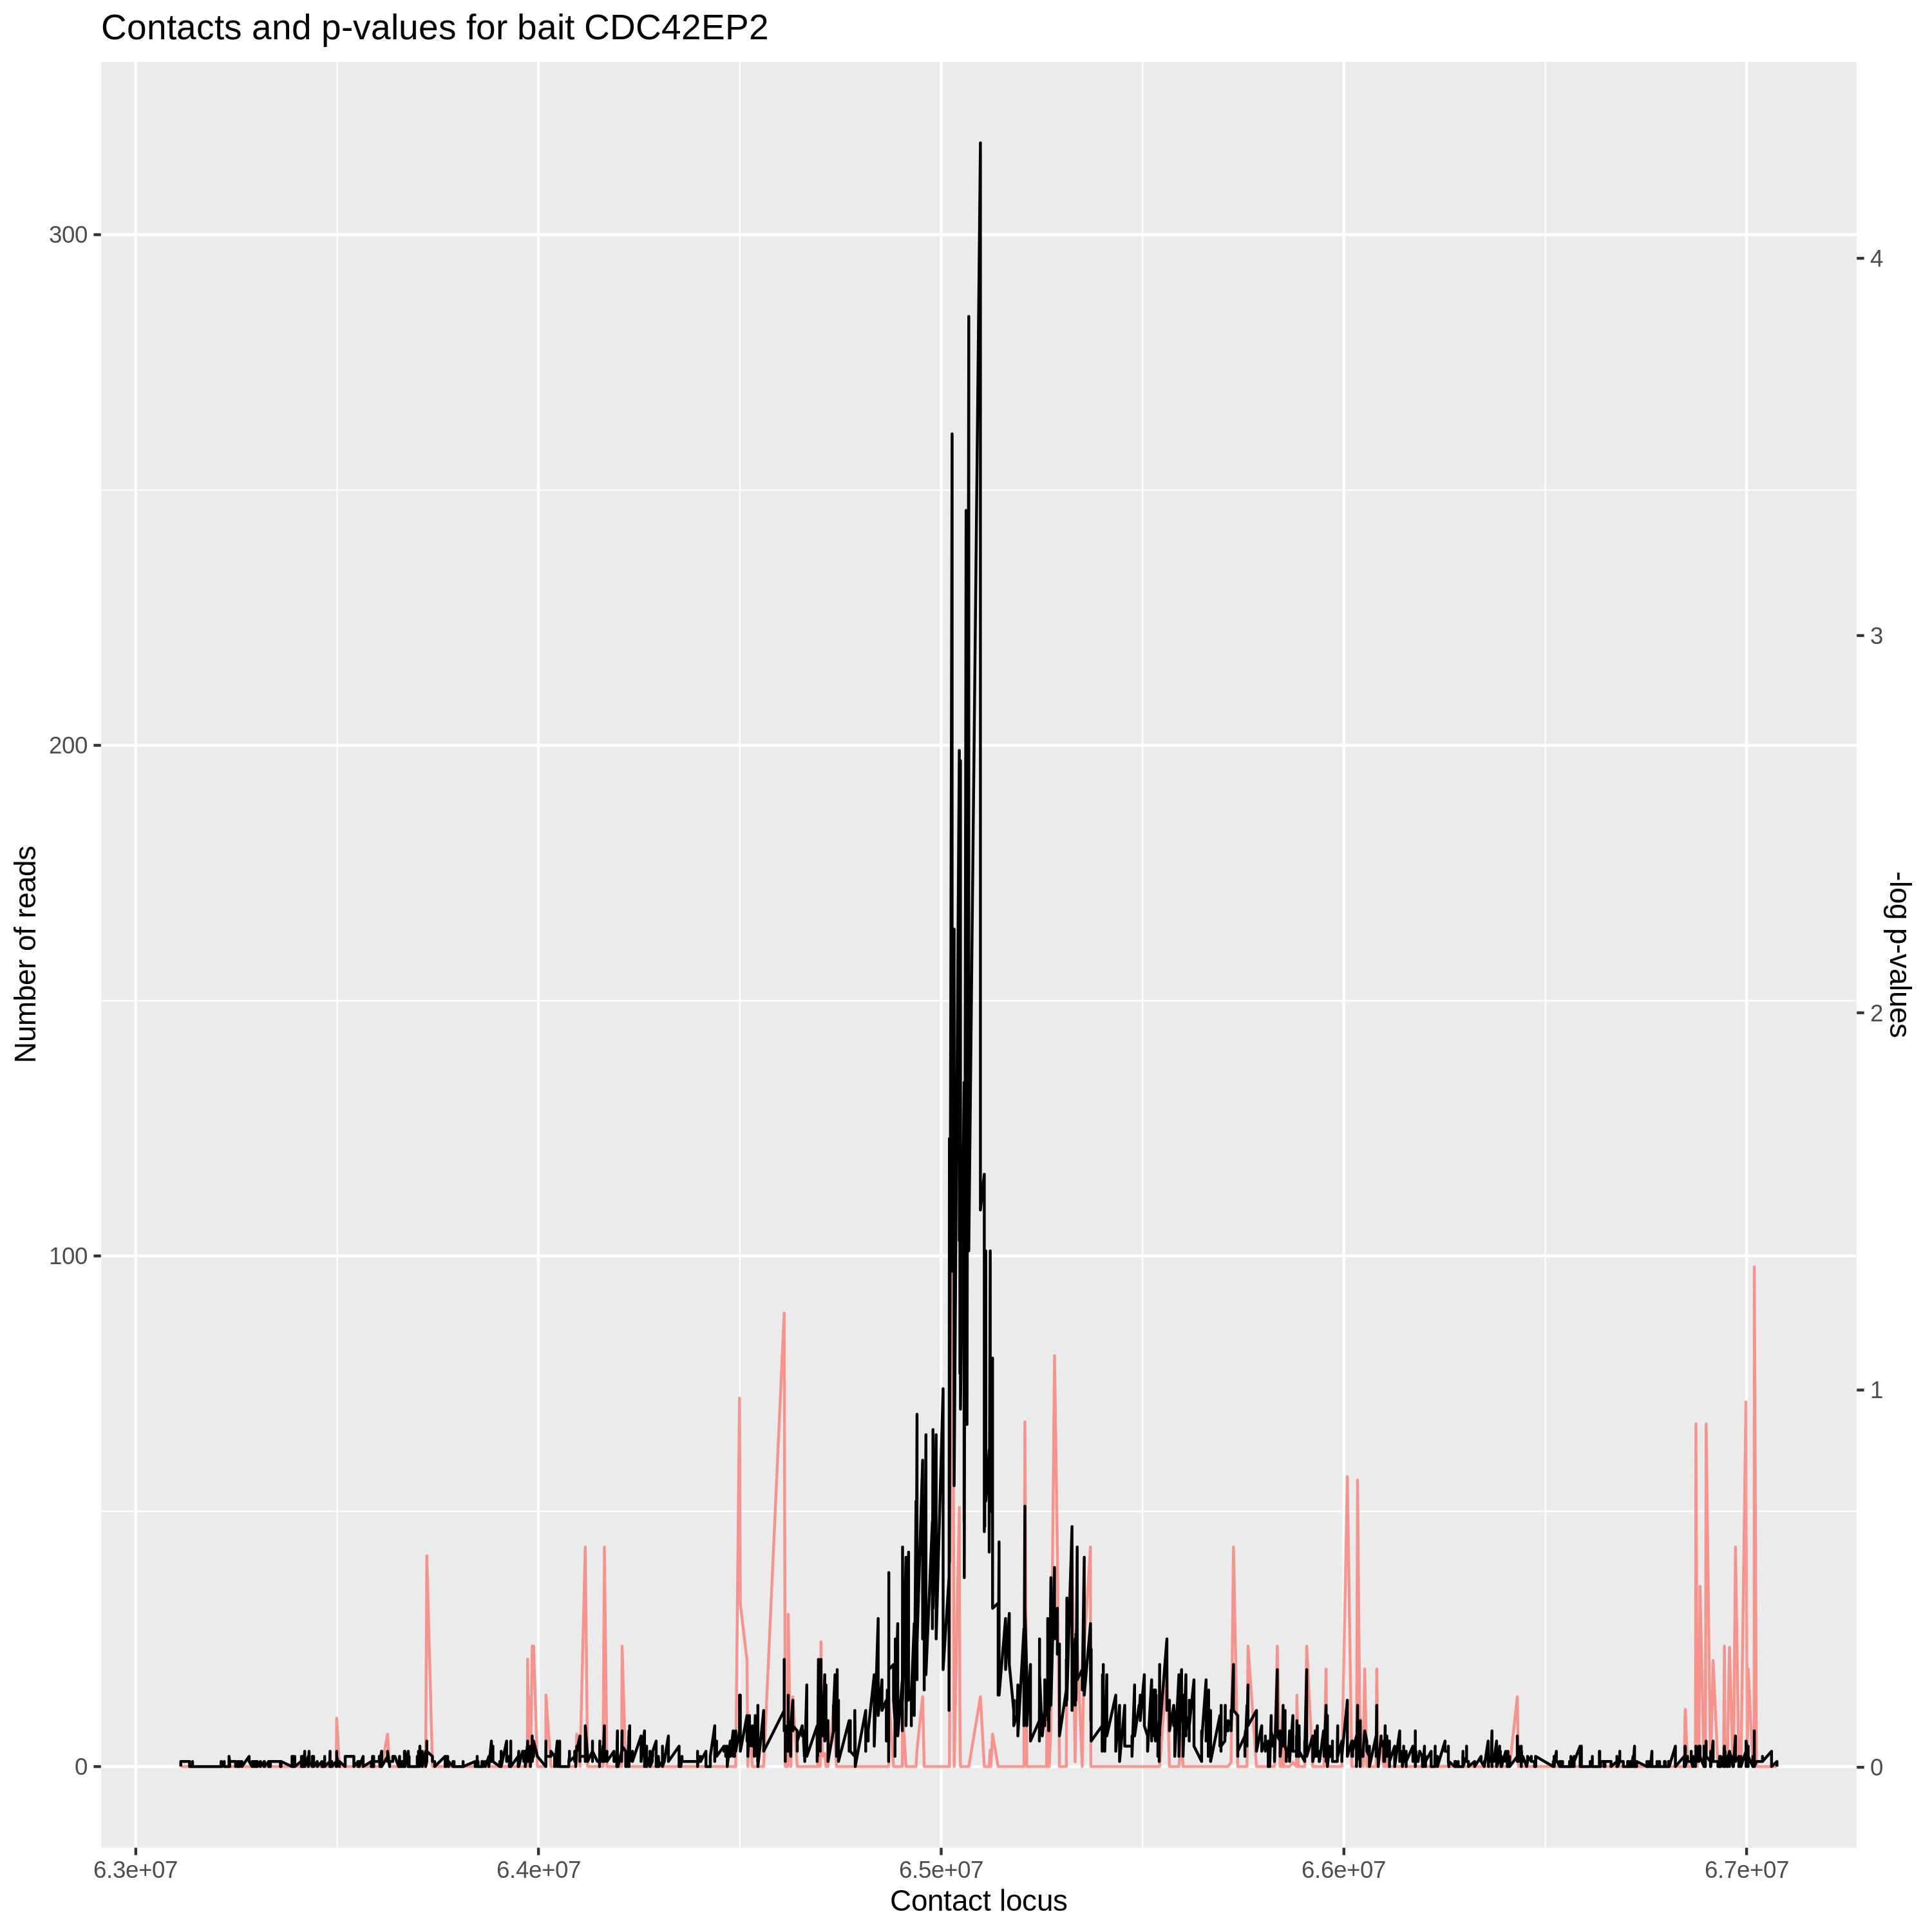 Contacts and p-values for bait CDC42EP2
300
200
100
0
Number of reads
4
3
2
1
0
-log p-values
6.3e+07
6.4e+07
6.5e+07
6.6e+07
6.7e+07
Contact locus